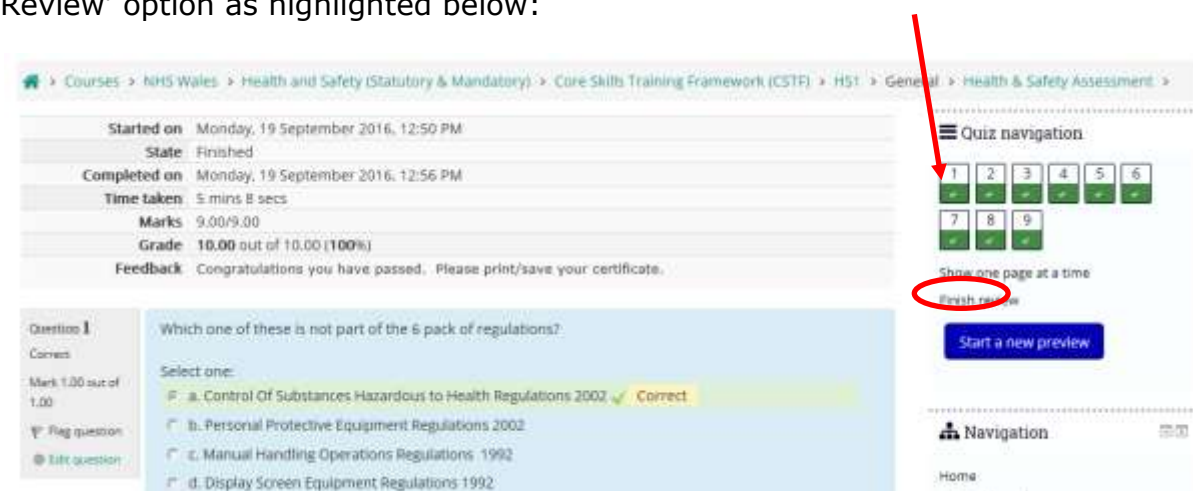 Review' option as highlighted below:
> Courses > NHS Wales > Health and Safety (Statutory & Mandatory) > Core Skills Training Framework (CSTF) > HS1 > General > Health & Safety Assessment >
Started on Monday, 19 September 2016, 12:50 PM
State Finished
Completed on Monday, 19 September 2016, 12:56 PM
Time taken 5 mins 8 secs
Marks 9.00/9.00
Grade 10.00 out of 10.00 (100%)
Feedback Congratulations you have passed. Please print/save your certificate.
Question 1
Correct
Mark 1.00 out of
1.00
Flag question
Edit question
Which one of these is not part of the 6 pack of regulations?
Select one:
a. Control Of Substances Hazardous to Health Regulations 2002 Correct
b. Personal Protective Equipment Regulations 2002
c. Manual Handling Operations Regulations 1992
d. Display Screen Equipment Regulations 1992
Quiz navigation
1 2 3 4 5 6
7 8 9
Show one page at a time
Finish review
Start a new preview
Navigation
Home